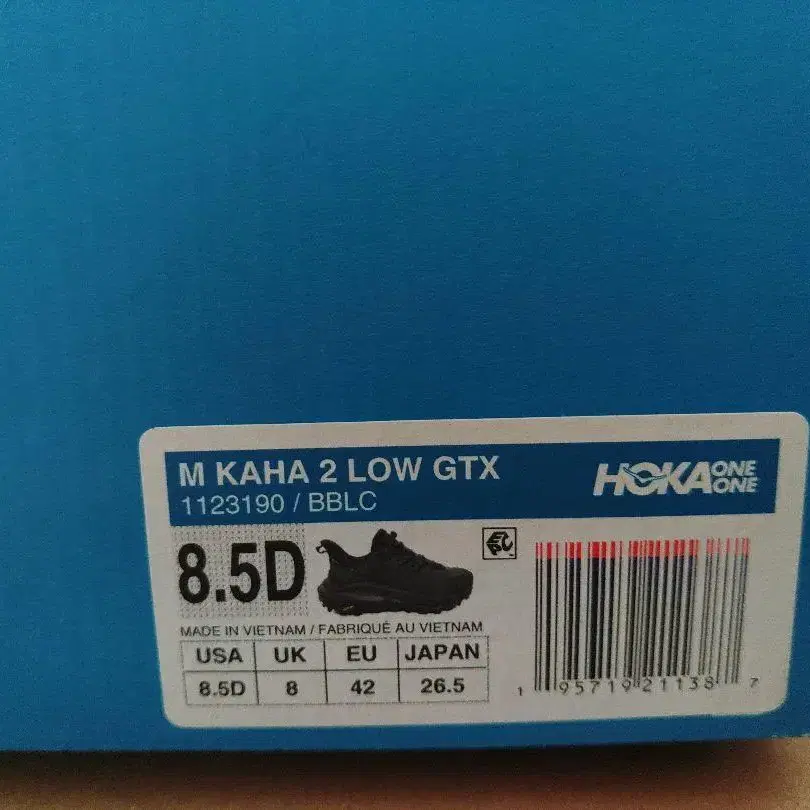 M KAHA 2 LOW GTX
1123190 / BBLC
HOKA ONE ONE
8.5D
EPC
MADE IN VIETNAM / FABRIQUÉ AU VIETNAM
USA UK EU JAPAN
8.5D 8 42 26.5
1 95719 21138 7